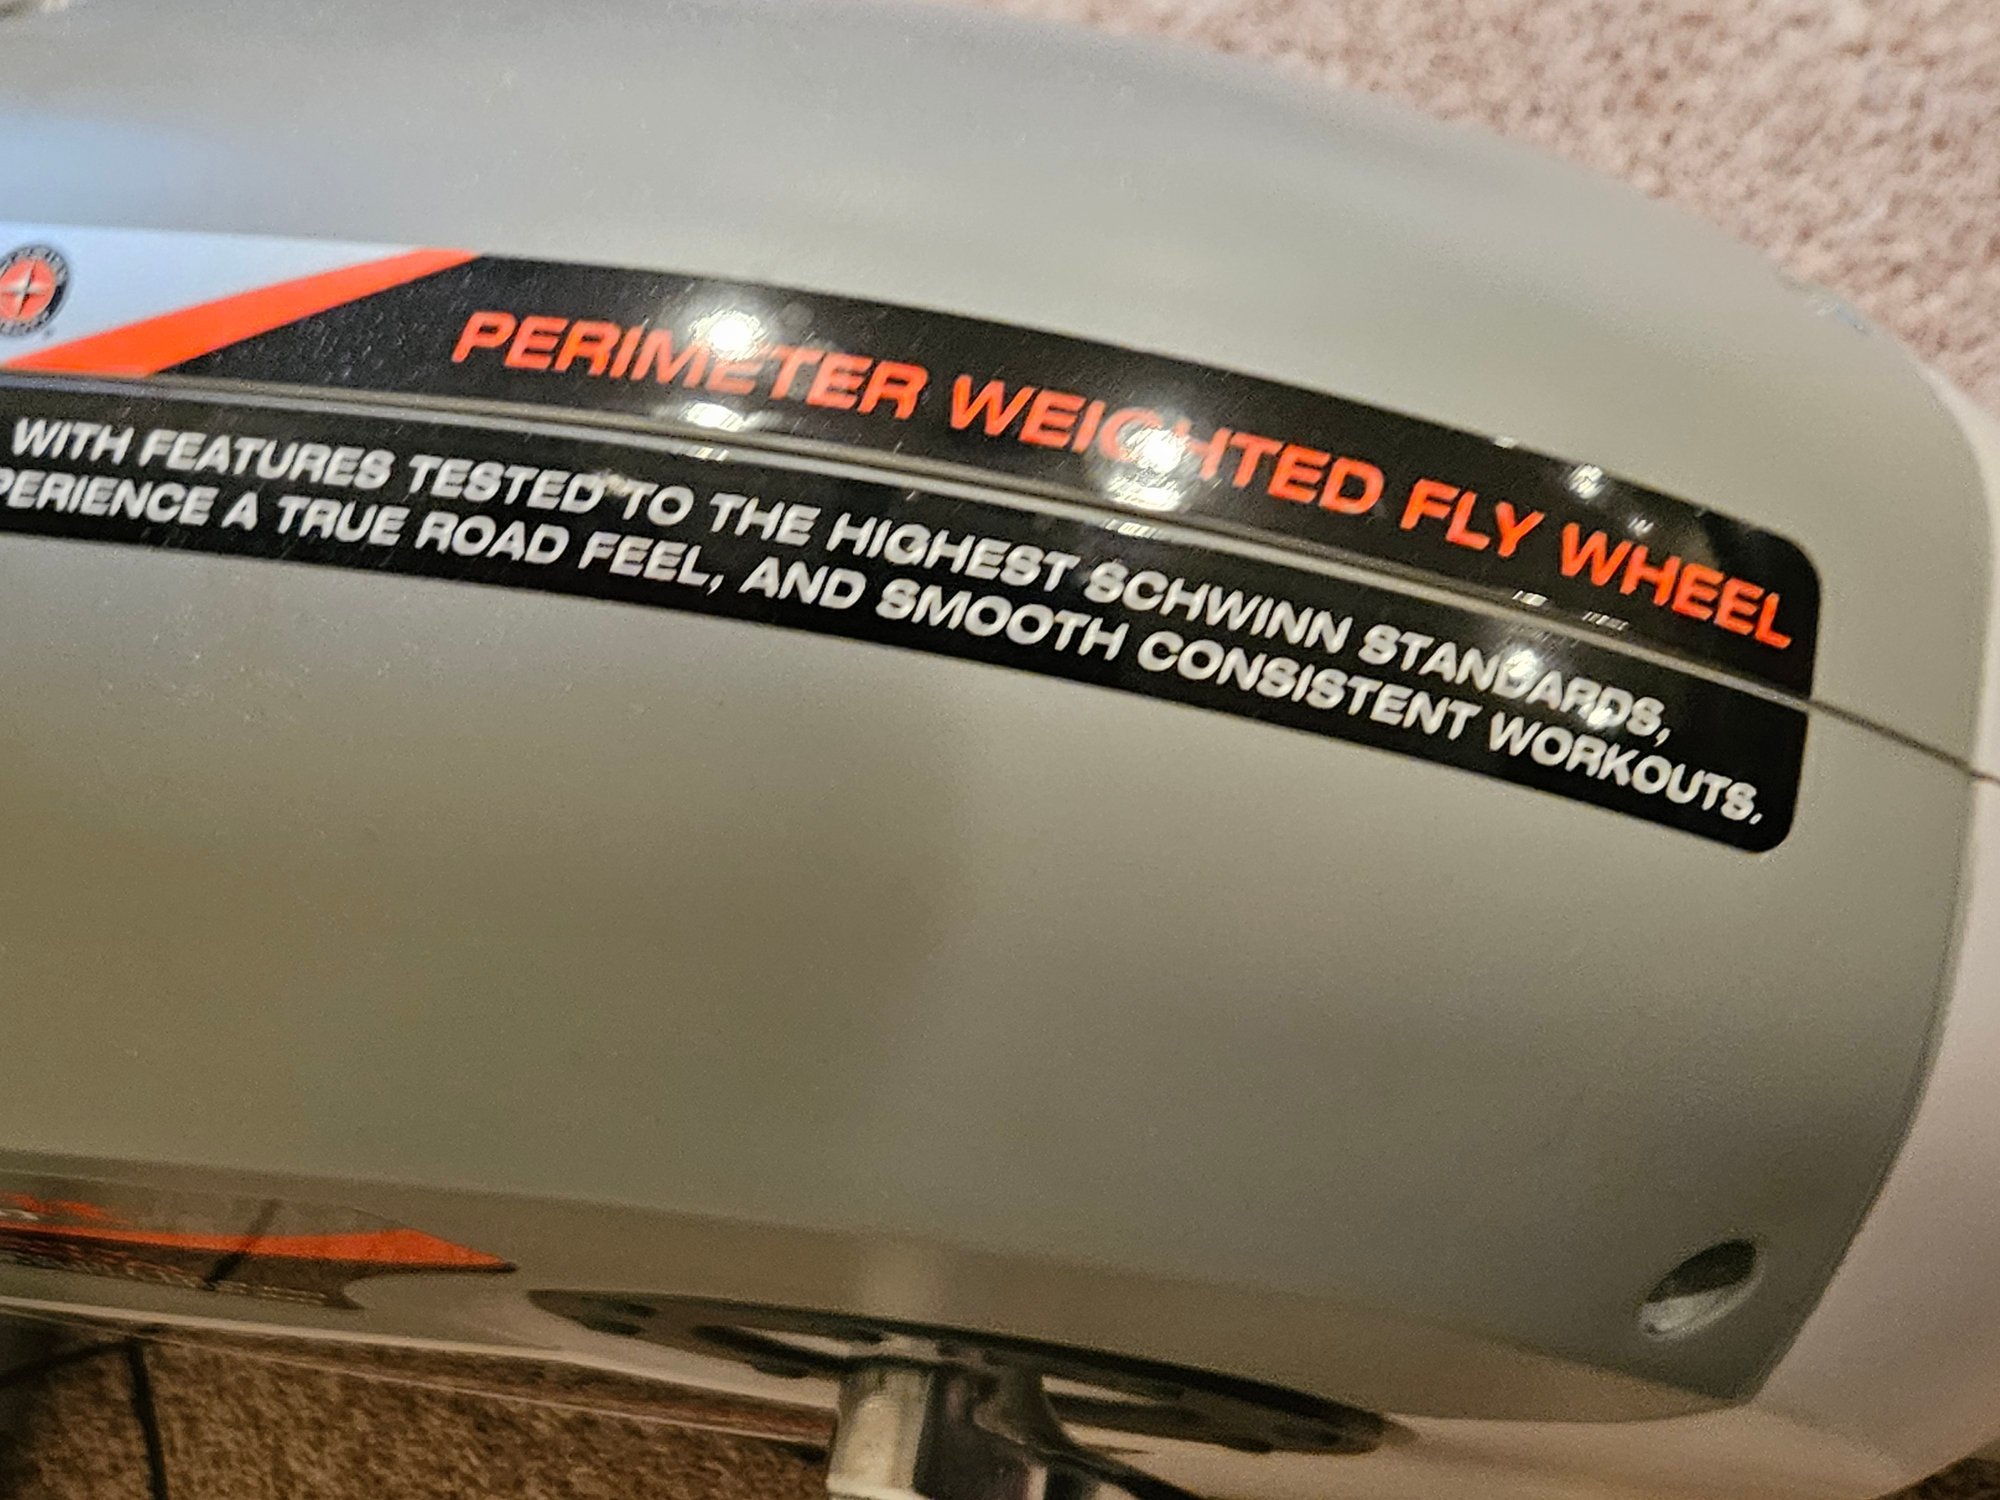 PERIMETER WEIGHTED FLY WHEEL
WITH FEATURES TESTED TO THE HIGHEST SCHWINN STANDARDS,
PERIENCE A TRUE ROAD FEEL, AND SMOOTH CONSISTENT WORKOUTS.